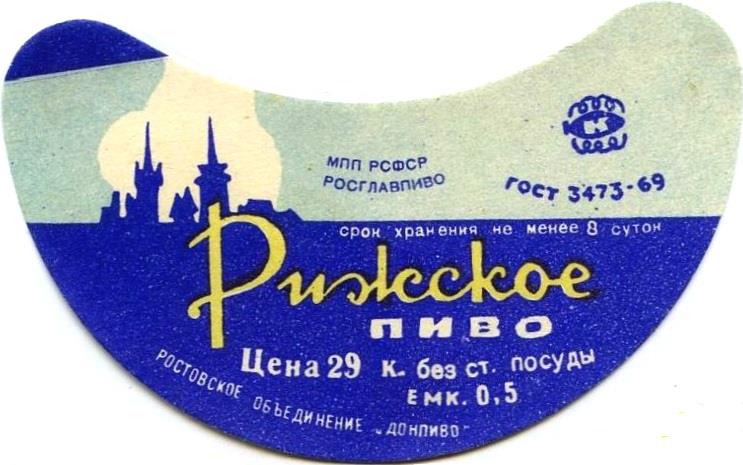 К
МПП РСФСР
РОСГЛАВПИВО
ГОСТ 3473-69
срок хранения не менее 8 суток
Рижское
пиво
Цена 29 к. без ст. посуды
ЕМК. 0,5
РОСТОВСКОЕ ОБЪЕДИНЕНИЕ „ДОНПИВО"